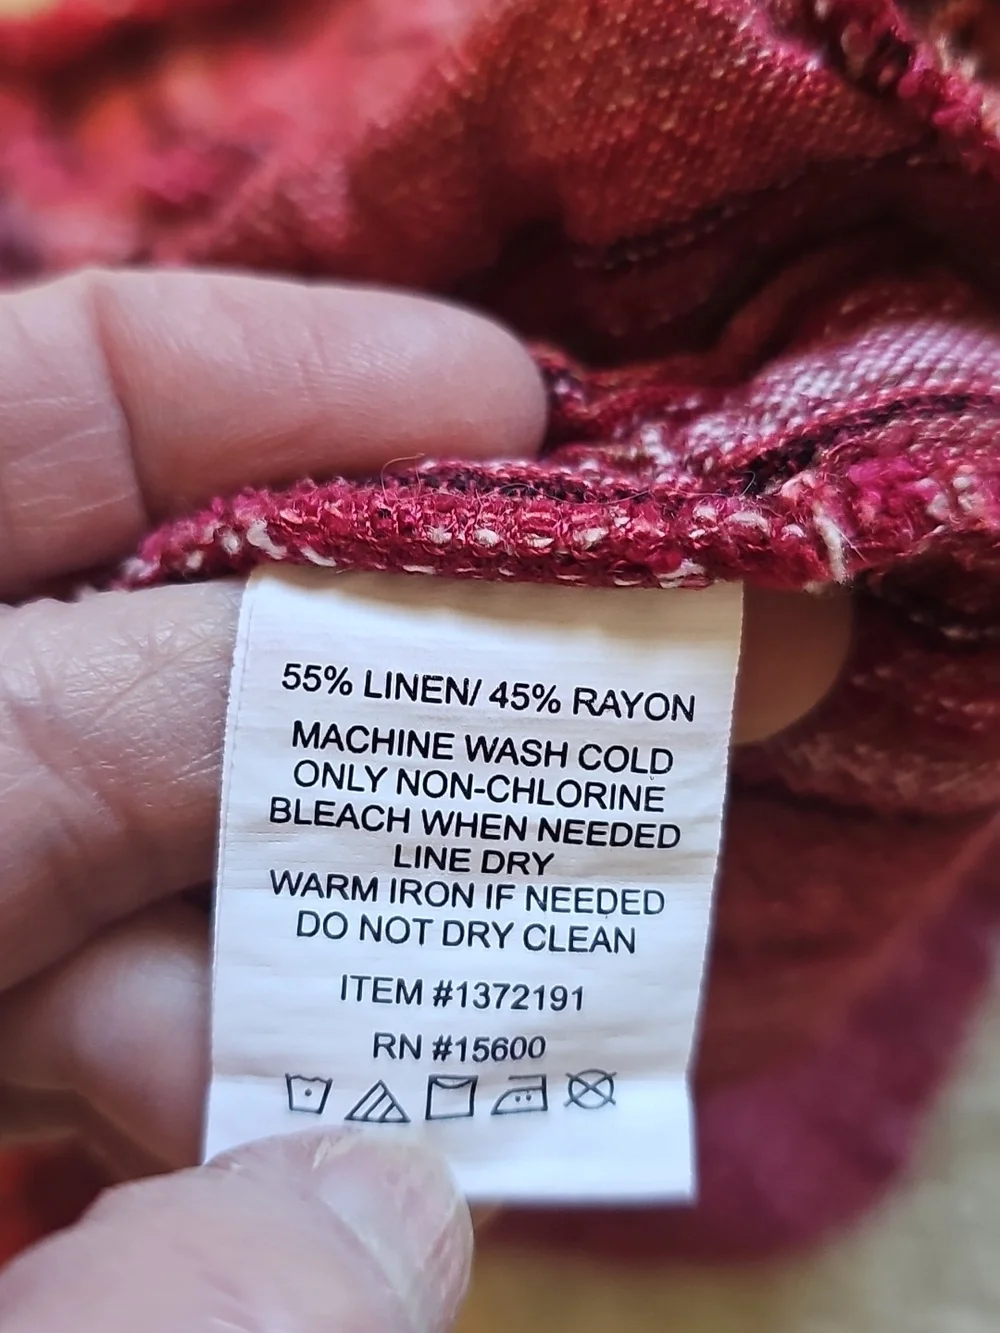 55% LINEN/ 45% RAYON
MACHINE WASH COLD
ONLY NON-CHLORINE
BLEACH WHEN NEEDED
LINE DRY
WARM IRON IF NEEDED
DO NOT DRY CLEAN
ITEM #1372191
RN #15600